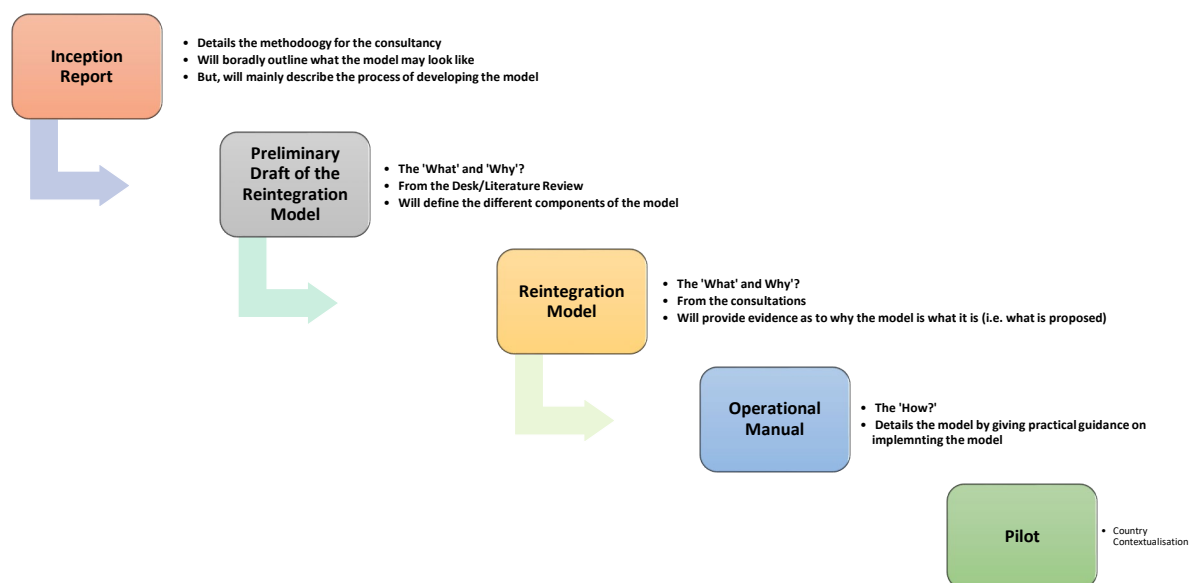 Inception
Report
• Details the methodoogy for the consultancy
• Will boradly outline what the model may look like
• But, will mainly describe the process of developing the model
Preliminary
Draft of the
Reintegration
Model
• The 'What' and 'Why'?
• From the Desk/Literature Review
• Will define the different components of the model
Reintegration
Model
• The 'What' and Why'?
• From the consultations
• Will provide evidence as to why the model is what it is (i.e. what is proposed)
Operational
Manual
• The 'How?'
• Details the model by giving practical guidance on
implemnting the model
Pilot
• Country
Contextualisation